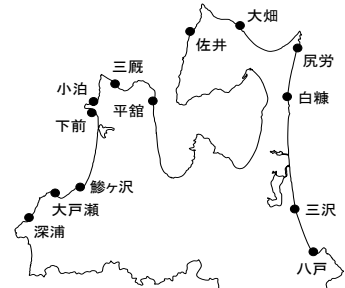 大畑
佐井
尻労
三厩
小泊
平舘
白糠
下前
鰺ヶ沢
大戸瀬
三沢
深浦
八戸